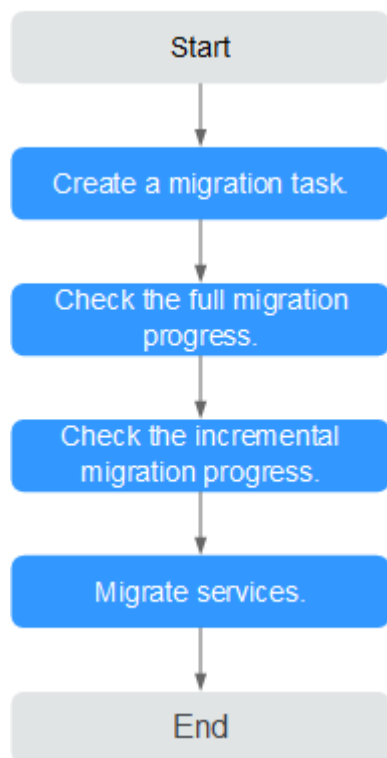 Start
Create a migration task.
Check the full migration
progress.
Check the incremental
migration progress.
Migrate services.
End